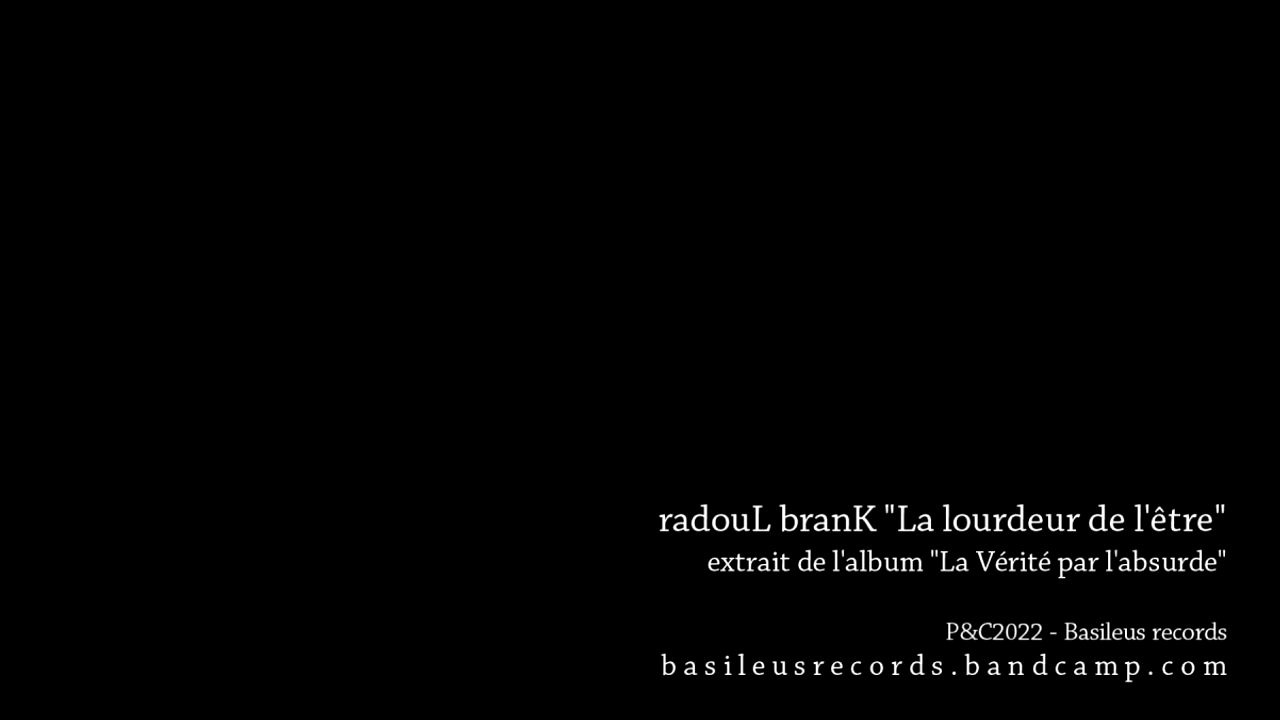 radouL branK "La lourdeur de l'être"
extrait de l'album "La Vérité par l'absurde"
P&C2022 - Basileus records
basileusrecords.bandcamp.com